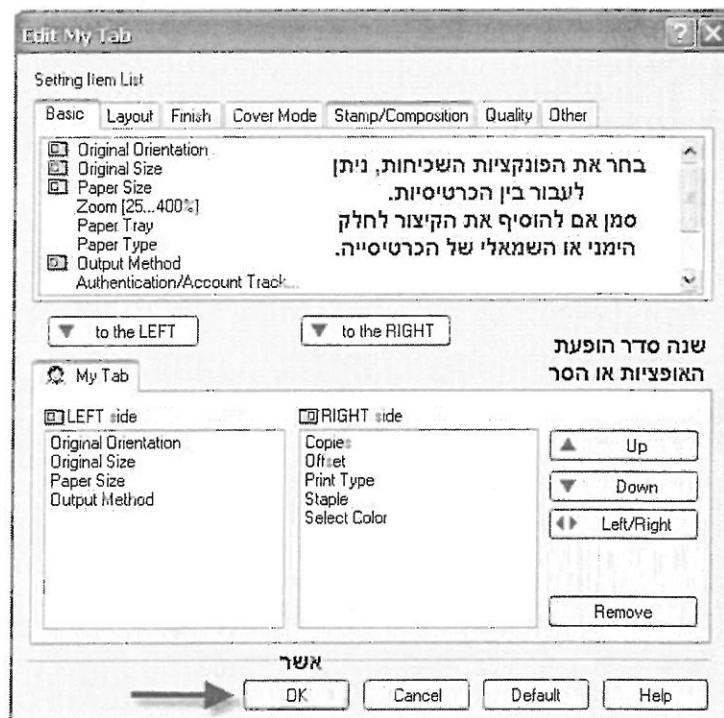 Edit My Tab
Setting Item List
Basic Layout Finish Cover Mode Stamp/Composition Quality Other
Original Orientation
Original Size
Paper Size
Zoom [25...400%]
Paper Tray
Paper Type
Output Method
Authentication/Account Track...
בחר את הפונקציות השכיחות, ניתן
לעבור בין הכרטיסיות.
סמן אם להוסיף את הקיצור לחלק
הימני או השמאלי של הכרטיסייה.
to the LEFT
to the RIGHT
שנה סדר הופעת
האופציות או הסר
My Tab
LEFT side
Original Orientation
Original Size
Paper Size
Output Method
RIGHT side
Copies
Offset
Print Type
Staple
Select Color
Up
Down
Left/Right
Remove
אשר
OK Cancel Default Help